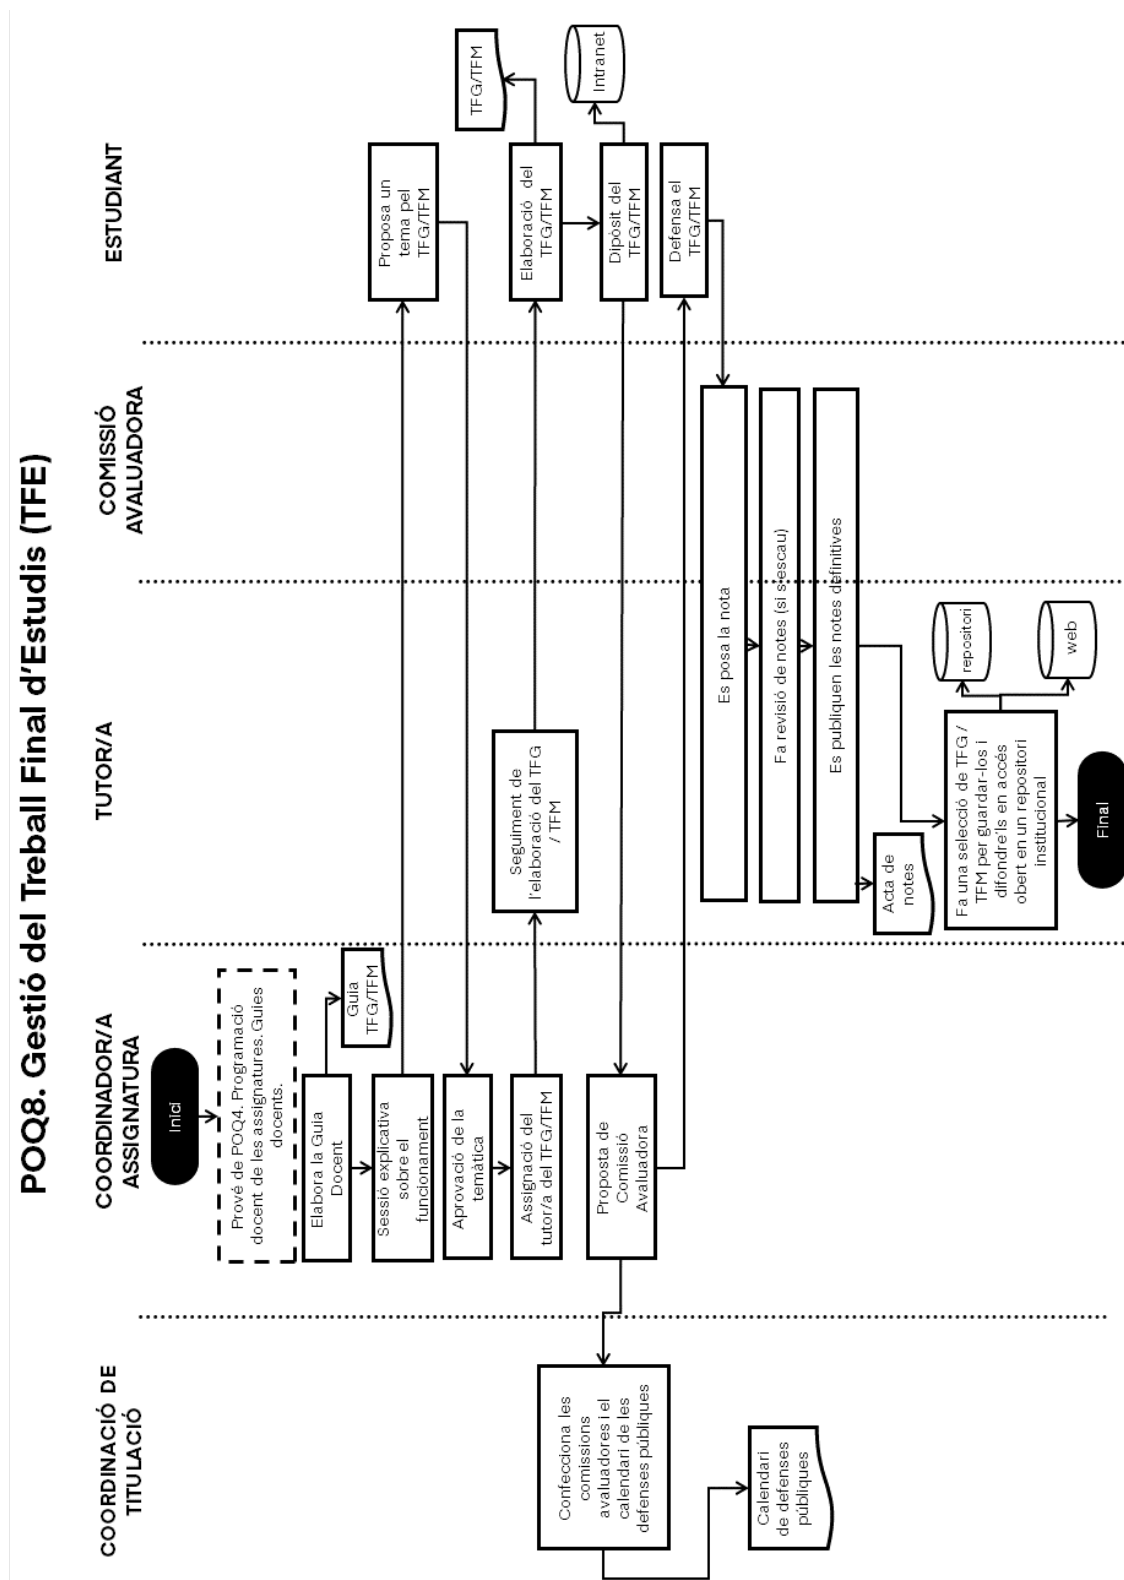 POQ8. Gestió del Treball Final d'Estudis (TFE)
COORDINACIÓ DE
TITULACIÓ
COORDINADOR/A
ASSIGNATURA
TUTOR/A
COMISSIÓ
AVALUADORA
ESTUDIANT
Inici
Prové de POQ4. Programació
docent de les assignatures. Guies
docents.
Elabora la Guia
Docent
Guia
TFG/TFM
Sessió explicativa
sobre el
funcionament
Proposa un
tema pel
TFG/TFM
Aprovació de la
temàtica
Assignació del
tutor/a del TFG/TFM
Seguiment de
l'elaboració del TFG
/ TFM
Elaboració del
TFG/TFM
TFG/TFM
Dipòsit del
TFG/TFM
Intranet
Proposta de
Comissió
Avaluadora
Confecciona les
comissions
avaluadores i el
calendari de les
defenses públiques
Calendari
de defenses
públiques
Defensa el
TFG/TFM
Es posa la nota
Fa revisió de notes (si s'escau)
Es publiquen les notes definitives
Acta de
notes
Fa una selecció de TFG /
TFM per guardar-los i
difondre'ls en accés
obert en un repositori
institucional
repositori
web
Final